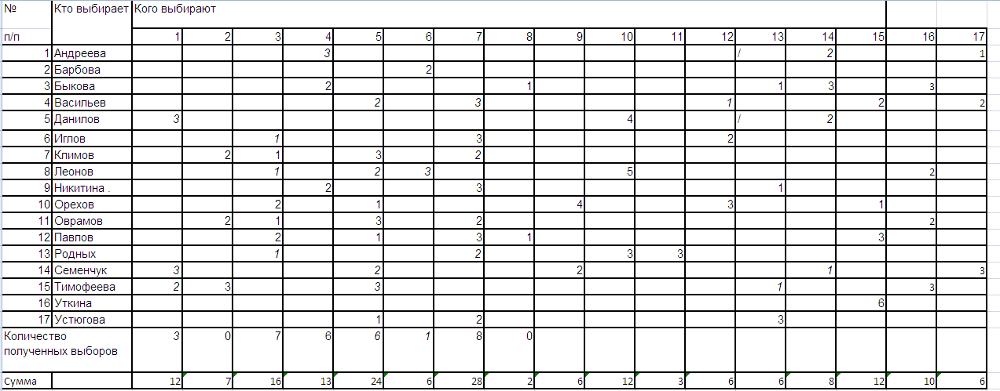 № Кто выбирает Кого выбирают
п/п 1 2 3 4 5 6 7 8 9 10 11 12 13 14 15 16 17
1 Андреева 3 / 2 1
2 Барбова 2
3 Быкова 2 1 1 3 3
4 Васильев 2 3 1 2 2
5 Данилов 3 4 / 2
6 Иглов 1 3 2
7 Климов 2 1 3 2
8 Леонов 1 2 3 5 2
9 Никитина . 2 3 1
10 Орехов 2 1 4 3 1
11 Оврамов 2 1 3 2 2
12 Павлов 2 1 3 1 3
13 Родных 1 2 3 3
14 Семенчук 3 2 2 1 3
15 Тимофеева 2 3 3 1 3
16 Уткина 6
17 Устюгова 1 2 3
Количество 3 0 7 6 6 1 8 0
полученных выборов
Сумма 12 7 16 13 24 6 28 2 6 12 3 6 6 8 12 10 6